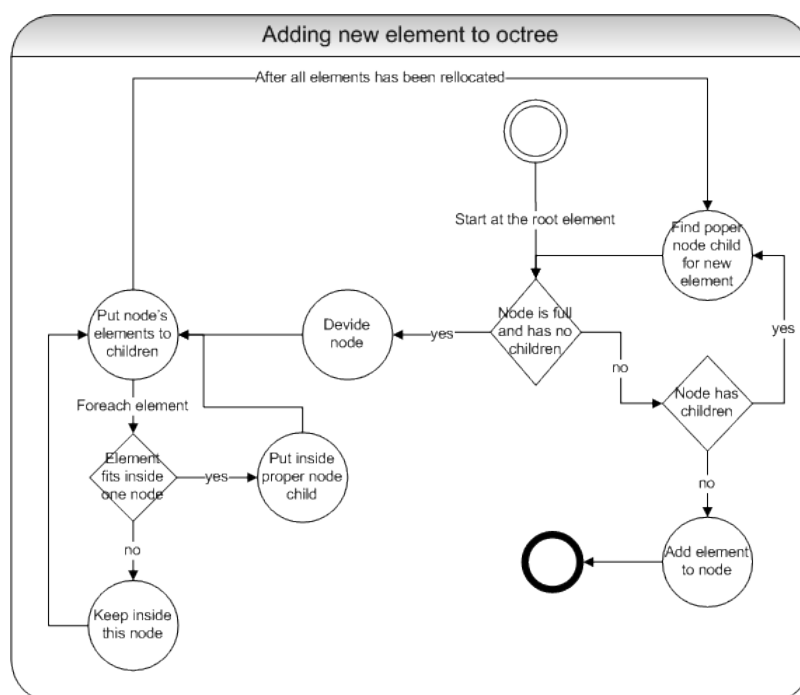 Adding new element to octree
After all elements has been rellocated
Start at the root element
Find poper
node child
for new
element
Put node's
elements to
children
Devide
node
yes
Node is full
and has no
children
no
yes
Node has
children
Foreach element
Element
fits inside
one node
yes
Put inside
proper node
child
no
no
Add element
to node
Keep inside
this node